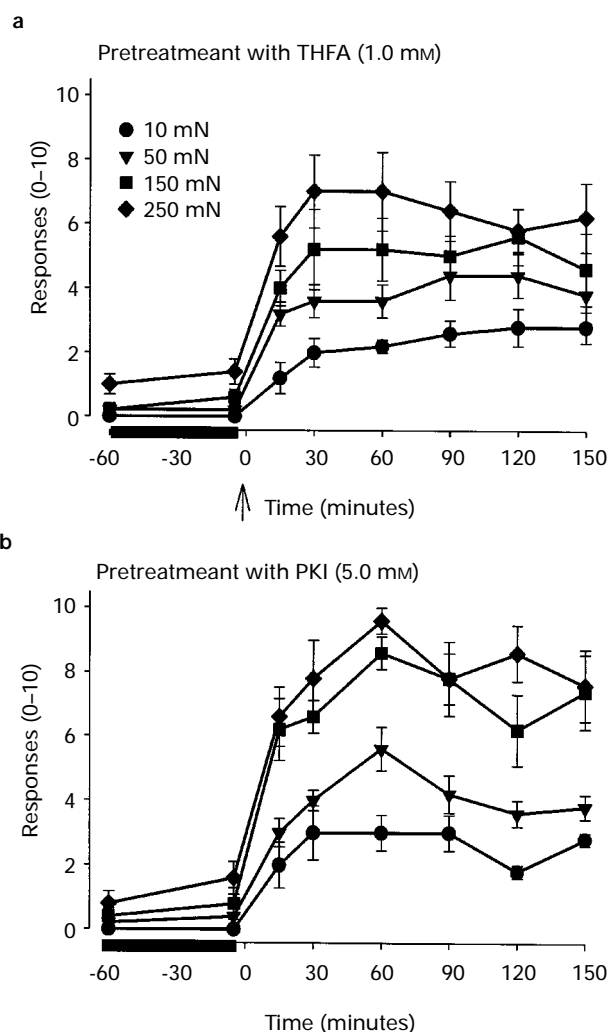 a
Pretreatmeant with THFA (1.0 mM)
10
8
6
4
2
0
Responses (0–10)
10 mN
50 mN
150 mN
250 mN
-60 -30 0 30 60 90 120 150
Time (minutes)
b
Pretreatmeant with PKI (5.0 mM)
10
8
6
4
2
0
Responses (0–10)
-60 -30 0 30 60 90 120 150
Time (minutes)